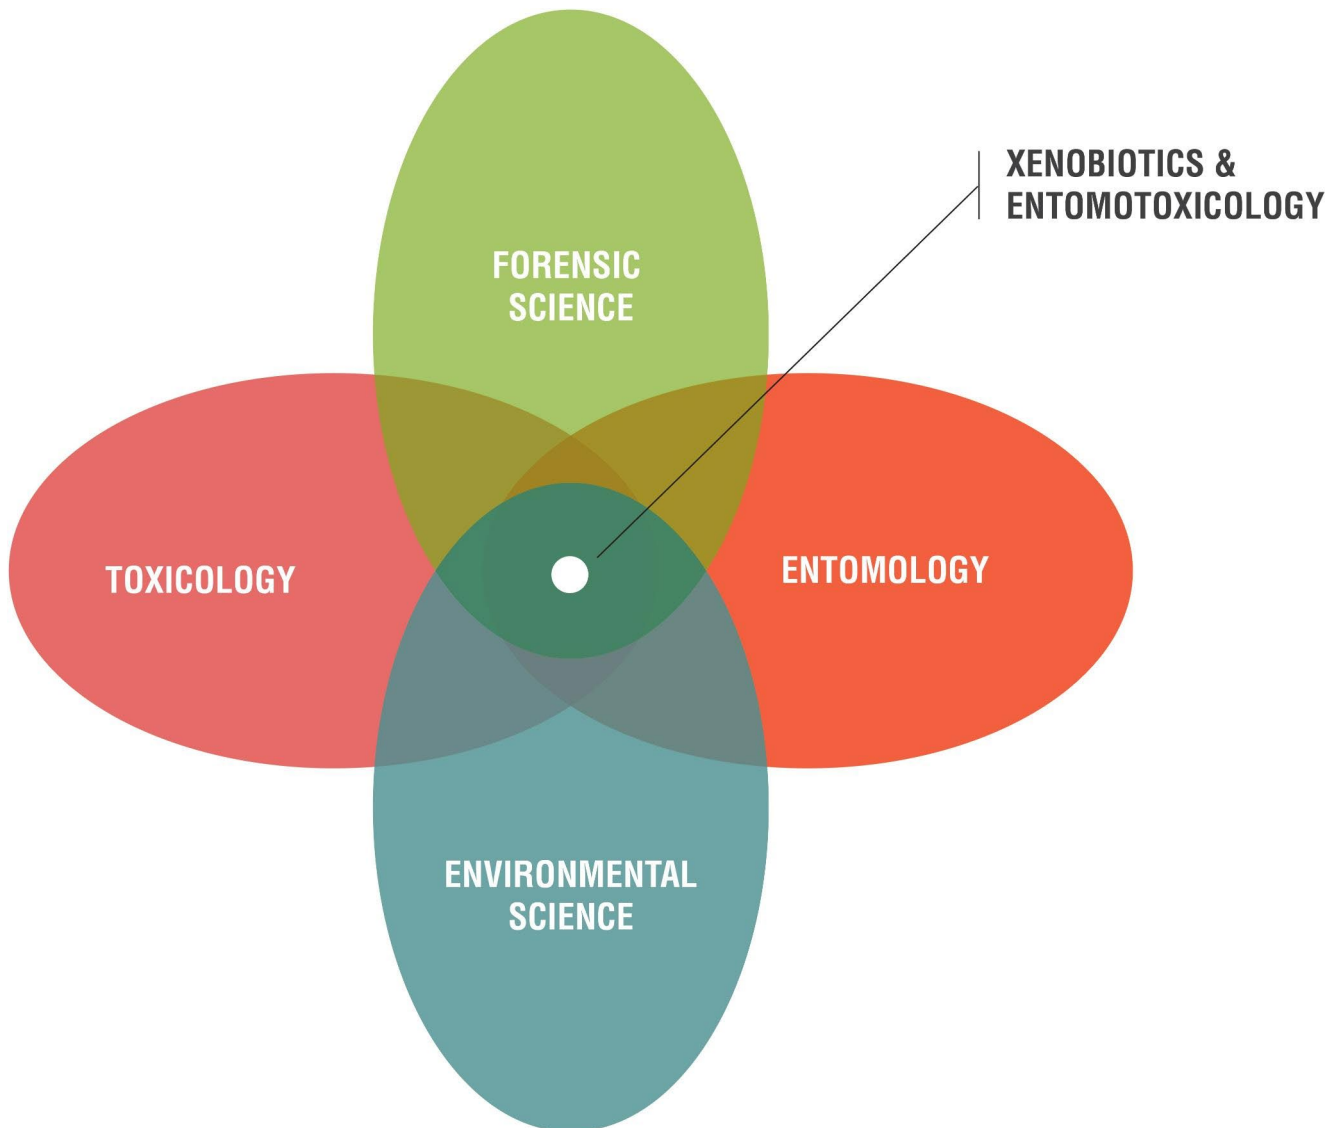 XENOBIOTICS &
ENTOMOTOXICOLOGY
FORENSIC
SCIENCE
TOXICOLOGY
ENTOMOLOGY
ENVIRONMENTAL
SCIENCE